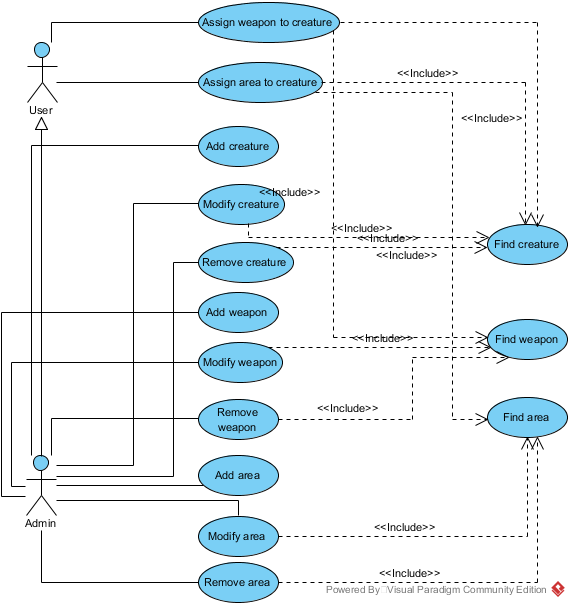 Assign weapon to creature
Assign area to creature
<<Include>>
User
<<Include>>
Add creature
<<Include>>
Modify creature
<<Include>>
<<Include>>
Find creature
<<Include>>
Remove creature
Add weapon
<<Include>>
Find weapon
Modify weapon
<<Include>>
Remove
weapon
Find area
Add area
Admin
<<Include>>
Modify area
<<Include>>
Remove area
Powered By Visual Paradigm Community Edition